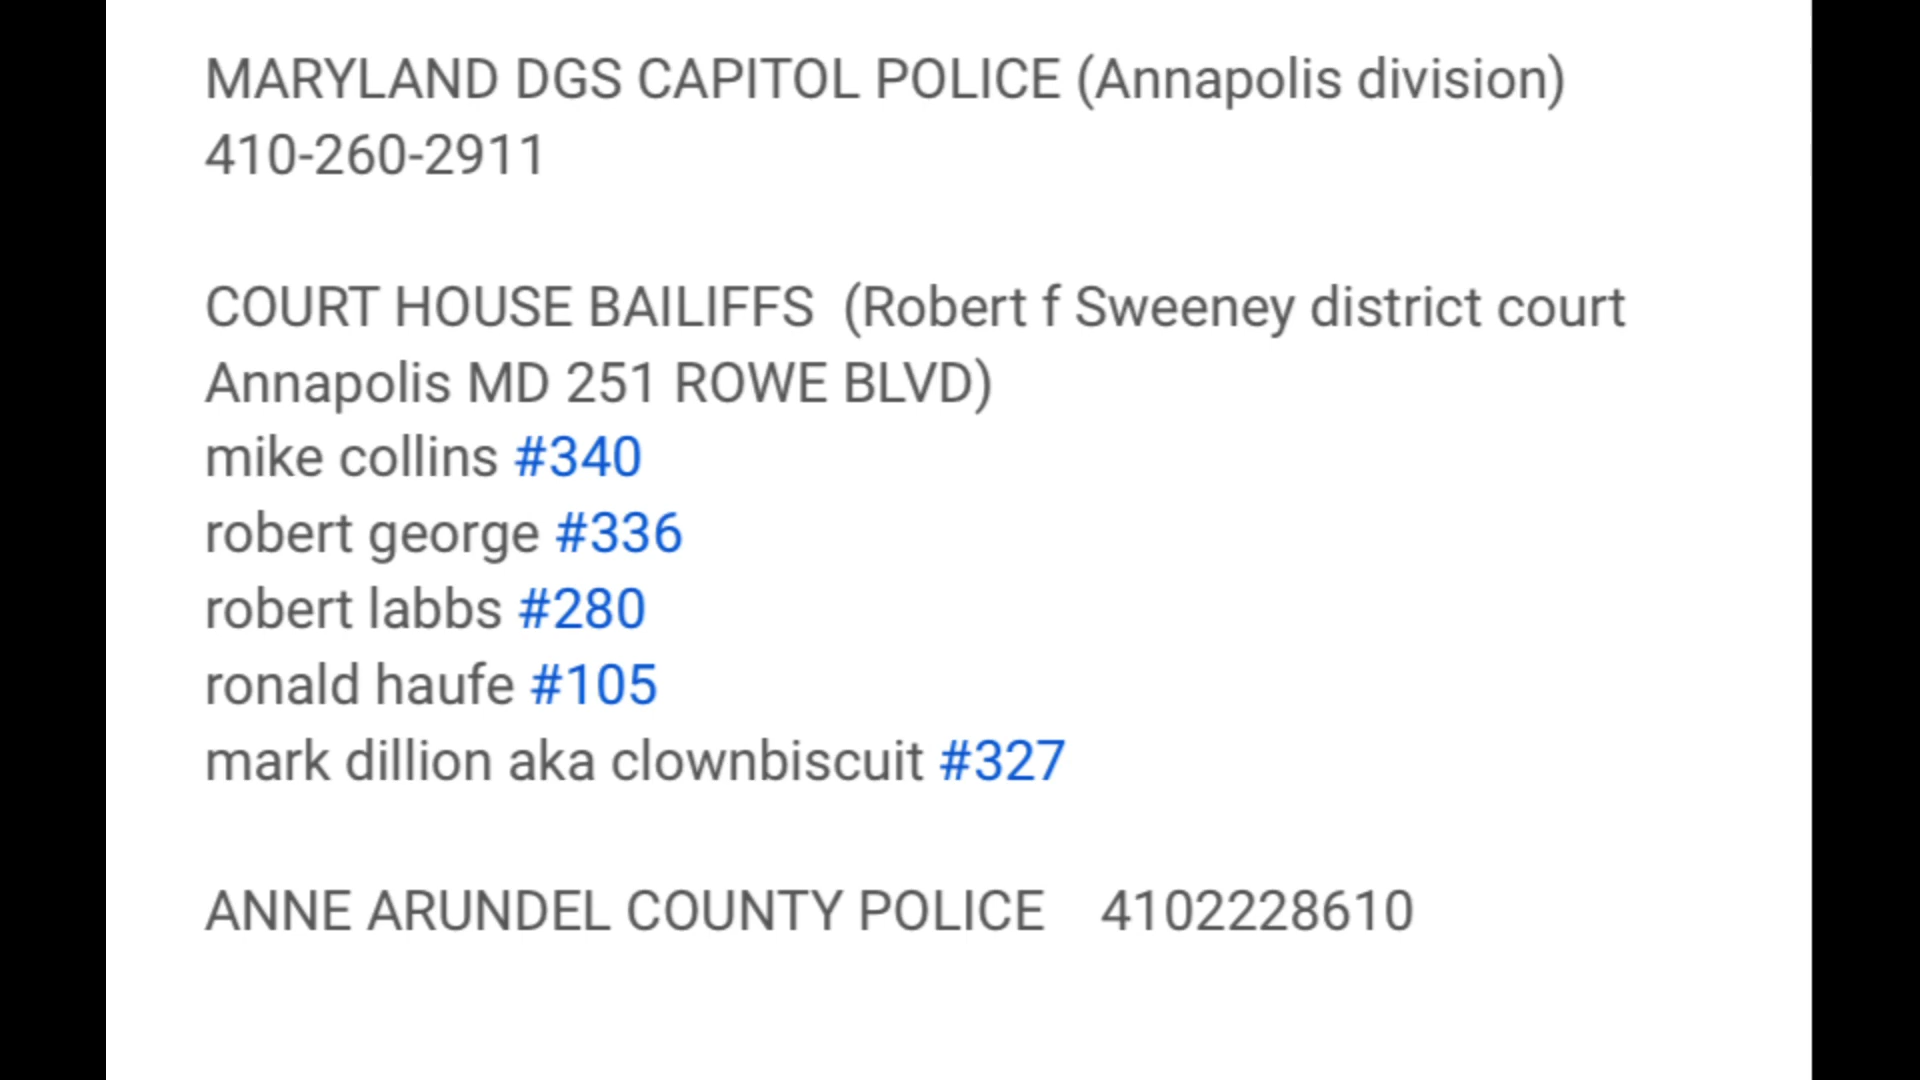 MARYLAND DGS CAPITOL POLICE (Annapolis division)
410-260-2911
COURT HOUSE BAILIFFS  (Robert f Sweeney district court
Annapolis MD 251 ROWE BLVD)
mike collins #340
robert george #336
robert labbs #280
ronald haufe #105
mark dillion aka clownbiscuit #327
ANNE ARUNDEL COUNTY POLICE    4102228610